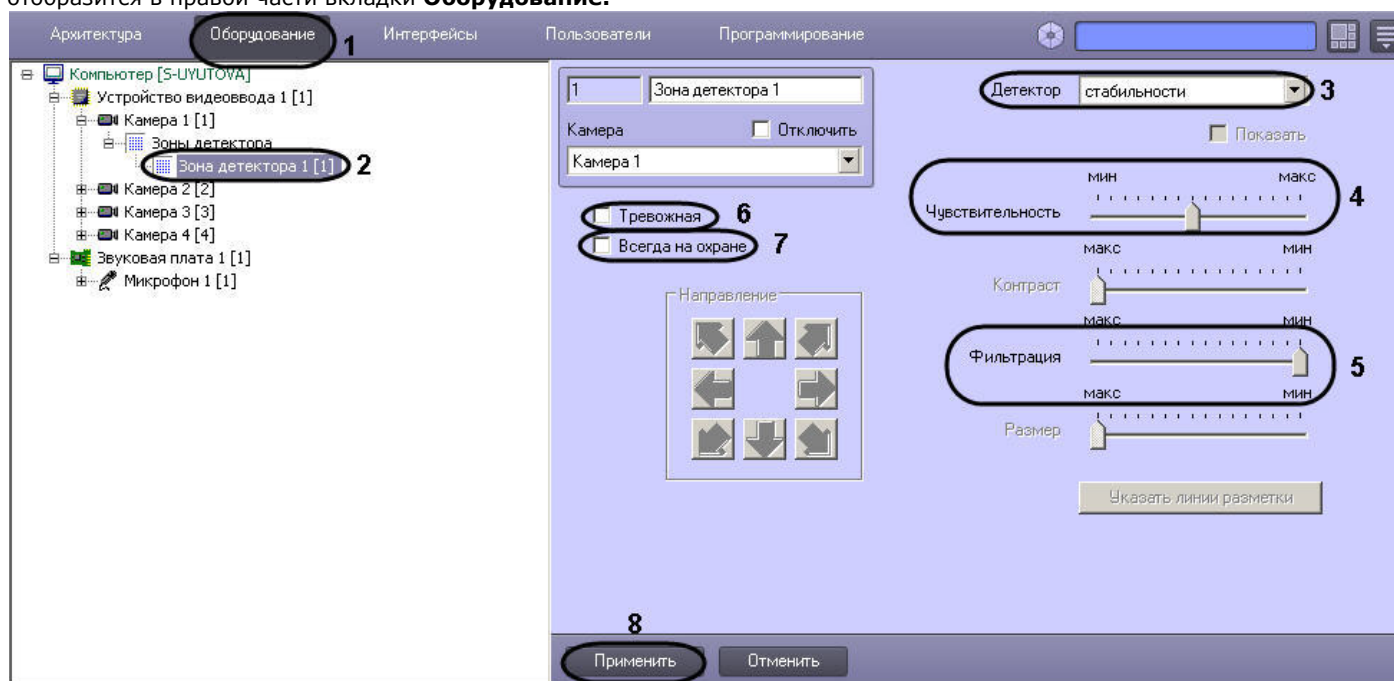 отобразится в правой части вкладки Оборудование.
Архитектура Оборудование 1 Интерфейсы Пользователи Программирование
Компьютер [S-UYUTOVA]
Устройство видеоввода 1 [1]
Камера 1 [1]
Зоны детектора
Зона детектора 1 [1] 2
Камера 2 [2]
Камера 3 [3]
Камера 4 [4]
Звуковая плата 1 [1]
Микрофон 1 [1]
1 Зона детектора 1
Камера Отключить
Камера 1
Тревожная 6
Всегда на охране 7
Направление
Детектор стабильности 3
Показать
мин макс
Чувствительность 4
макс мин
Контраст
макс мин
Фильтрация 5
макс мин
Размер
Указать линии разметки
8
Применить Отменить